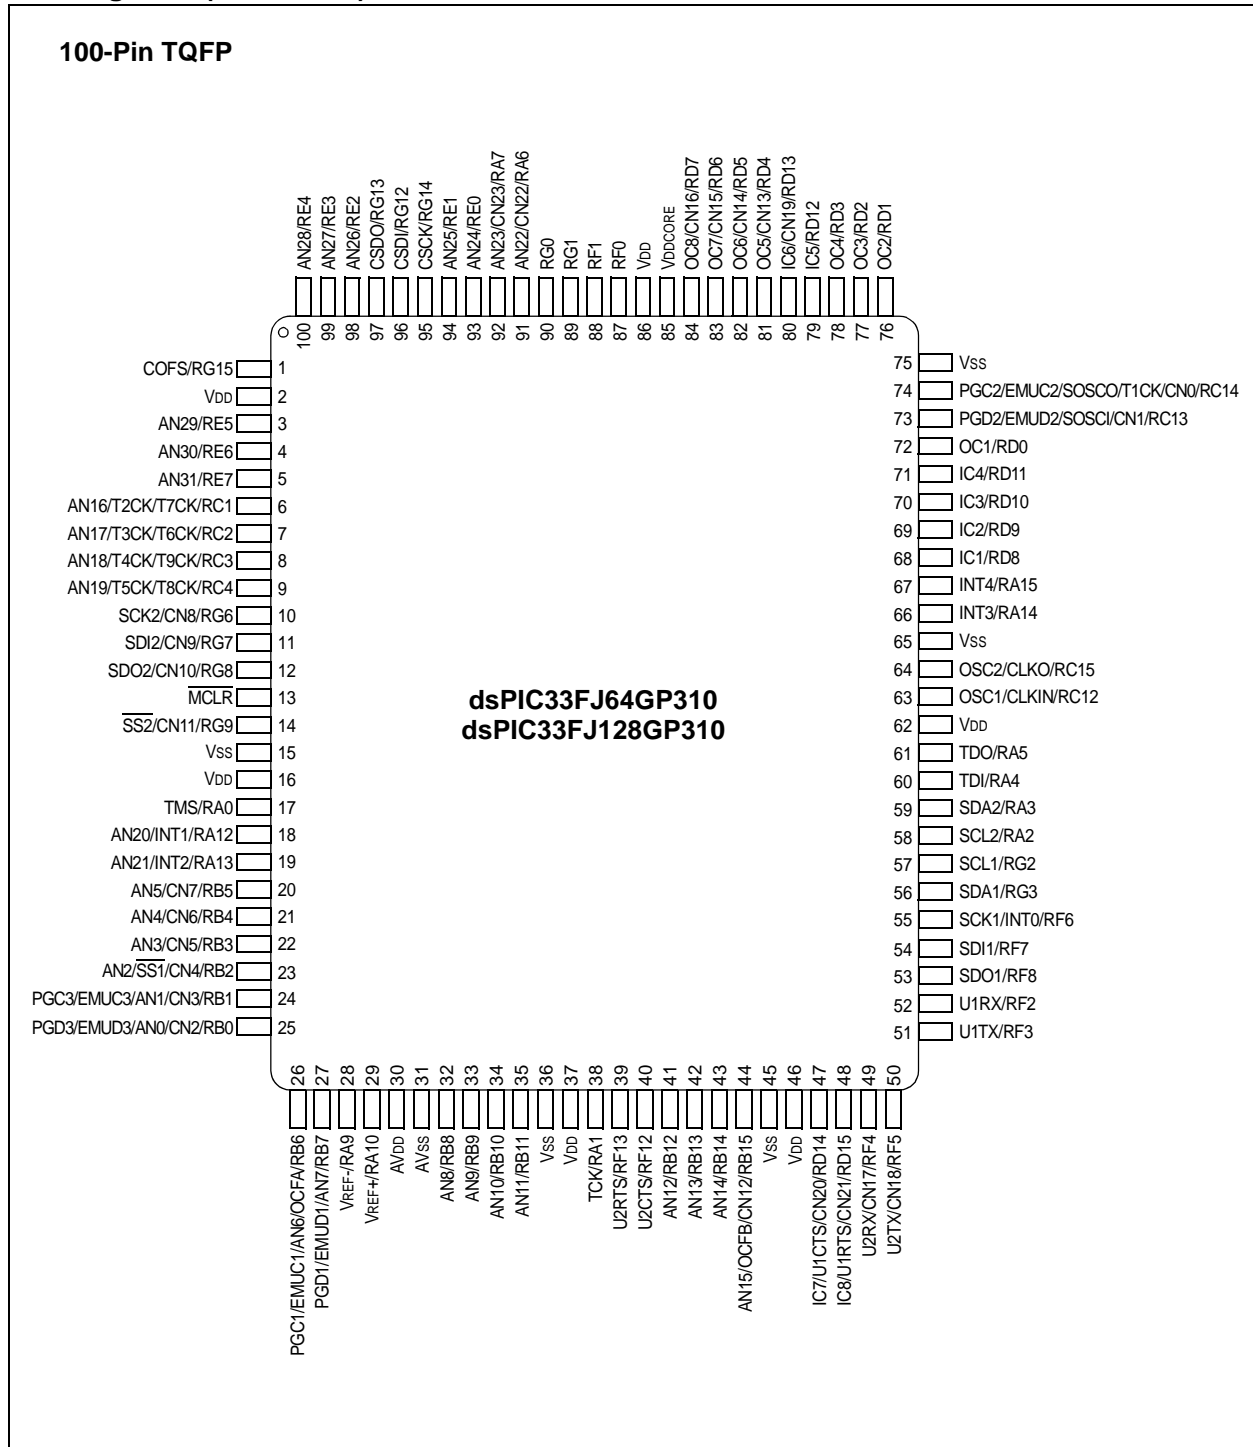 100-Pin TQFP
AN28/RE4
AN27/RE3
AN26/RE2
CSDO/RG13
CSDI/RG12
CSCK/RG14
AN25/RE1
AN24/RE0
AN23/CN23/RA7
AN22/CN22/RA6
RG0
RG1
RF1
RF0
VDD
VDDCORE
OC8/CN16/RD7
OC7/CN15/RD6
OC6/CN14/RD5
OC5/CN13/RD4
IC6/CN19/RD13
IC5/RD12
OC4/RD3
OC3/RD2
OC2/RD1
100
99
98
97
96
95
94
93
92
91
90
89
88
87
86
85
84
83
82
81
80
79
78
77
76
COFS/RG15 1
VDD 2
AN29/RE5 3
AN30/RE6 4
AN31/RE7 5
AN16/T2CK/T7CK/RC1 6
AN17/T3CK/T6CK/RC2 7
AN18/T4CK/T9CK/RC3 8
AN19/T5CK/T8CK/RC4 9
SCK2/CN8/RG6 10
SDI2/CN9/RG7 11
SDO2/CN10/RG8 12
MCLR 13
SS2/CN11/RG9 14
VSS 15
VDD 16
TMS/RA0 17
AN20/INT1/RA12 18
AN21/INT2/RA13 19
AN5/CN7/RB5 20
AN4/CN6/RB4 21
AN3/CN5/RB3 22
AN2/SS1/CN4/RB2 23
PGC3/EMUC3/AN1/CN3/RB1 24
PGD3/EMUD3/AN0/CN2/RB0 25
dsPIC33FJ64GP310
dsPIC33FJ128GP310
75 VSS
74 PGC2/EMUC2/SOSCO/T1CK/CN0/RC14
73 PGD2/EMUD2/SOSCI/CN1/RC13
72 OC1/RD0
71 IC4/RD11
70 IC3/RD10
69 IC2/RD9
68 IC1/RD8
67 INT4/RA15
66 INT3/RA14
65 VSS
64 OSC2/CLKO/RC15
63 OSC1/CLKIN/RC12
62 VDD
61 TDO/RA5
60 TDI/RA4
59 SDA2/RA3
58 SCL2/RA2
57 SCL1/RG2
56 SDA1/RG3
55 SCK1/INT0/RF6
54 SDI1/RF7
53 SDO1/RF8
52 U1RX/RF2
51 U1TX/RF3
26
27
28
29
30
31
32
33
34
35
36
37
38
39
40
41
42
43
44
45
46
47
48
49
50
PGC1/EMUC1/AN6/OCFA/RB6
PGD1/EMUD1/AN7/RB7
VREF-/RA9
VREF+/RA10
AVDD
AVSS
AN8/RB8
AN9/RB9
AN10/RB10
AN11/RB11
VSS
VDD
TCK/RA1
U2RTS/RF13
U2CTS/RF12
AN12/RB12
AN13/RB13
AN14/RB14
AN15/OCFB/CN12/RB15
VSS
VDD
IC7/U1CTS/CN20/RD14
IC8/U1RTS/CN21/RD15
U2RX/CN17/RF4
U2TX/CN18/RF5